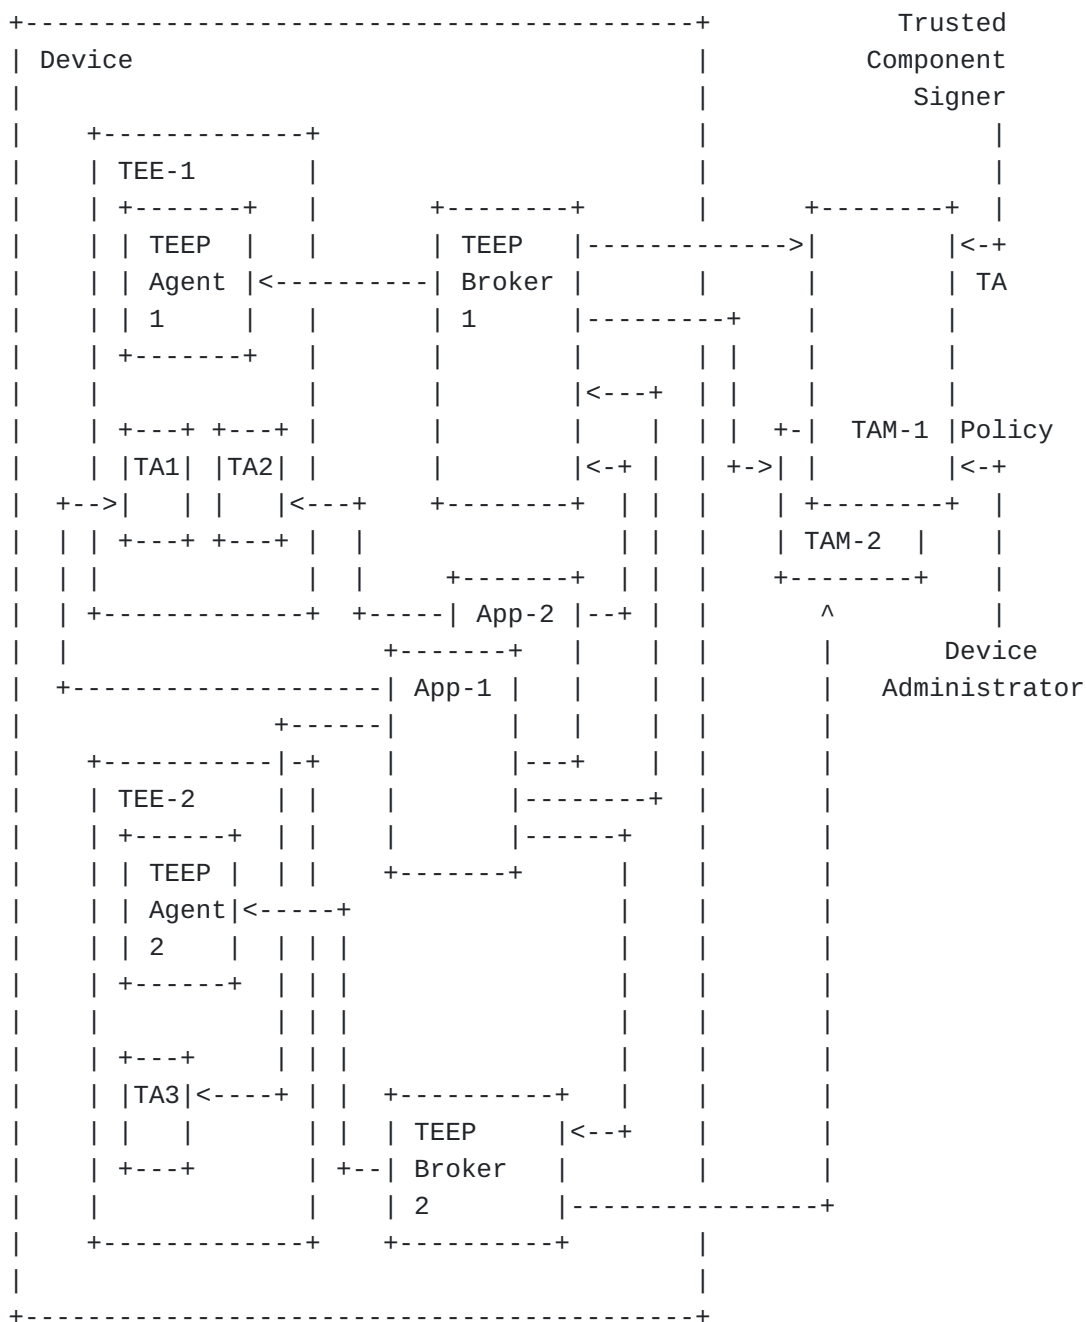 Trusted
Device Component
Signer
TEE-1
TEEP TEEP
Agent Broker TA
1 1
TAM-1 Policy
TA1 TA2
TAM-2
App-2
Device
App-1 Administrator
TEE-2
TEEP
Agent
2
TA3
TEEP
Broker
2